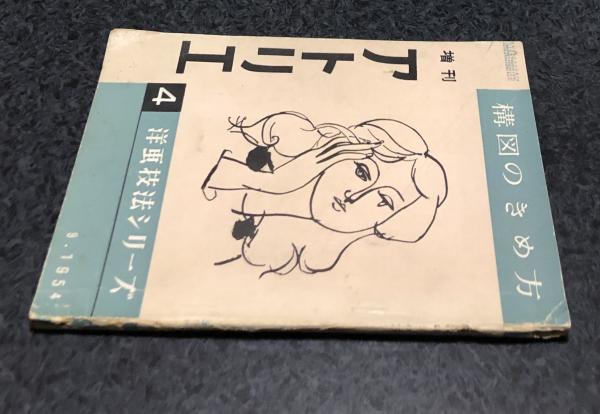 構図のきめ方
増刊
アトリエ
4
洋画技法シリーズ
9.1954